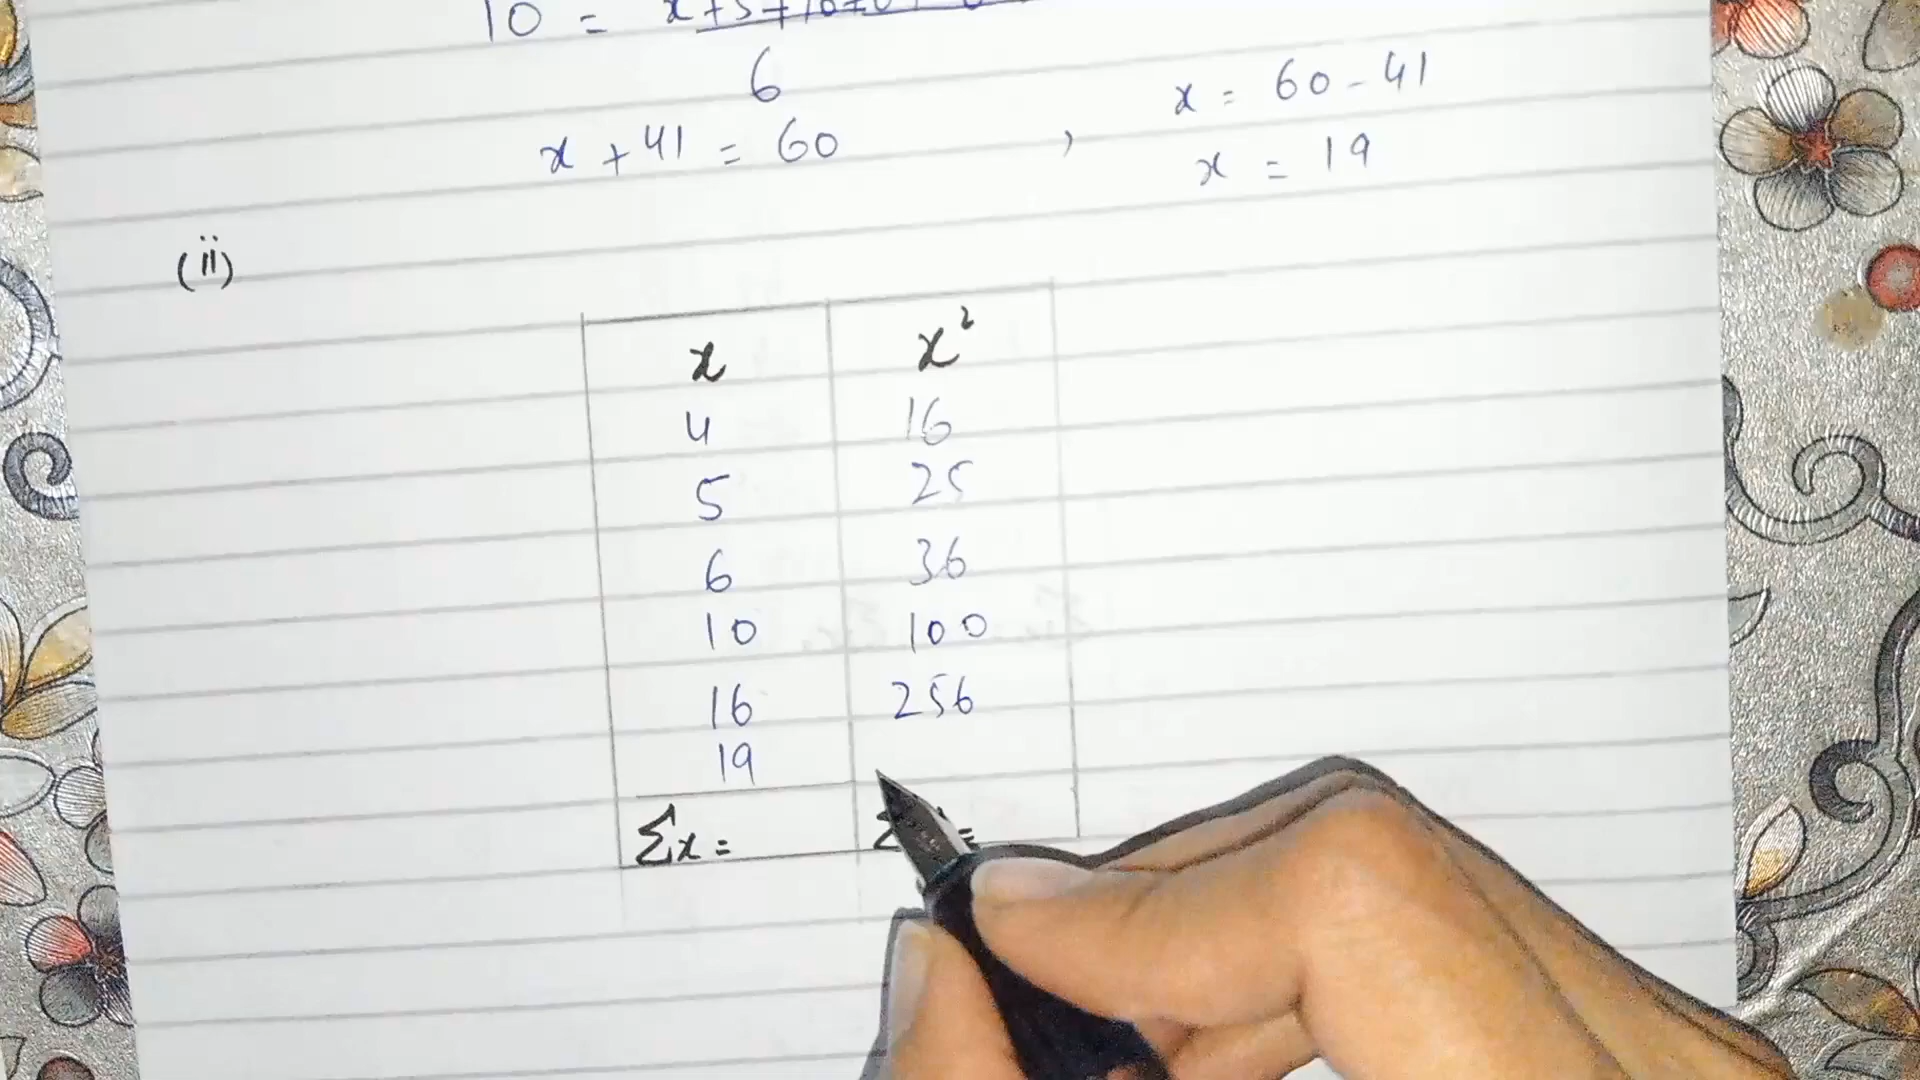 10 =
6
x + 41 = 60 , x = 60 - 41
x = 19
(ii)
x x²
4 16
5 25
6 36
10 100
16 256
19
Σx =